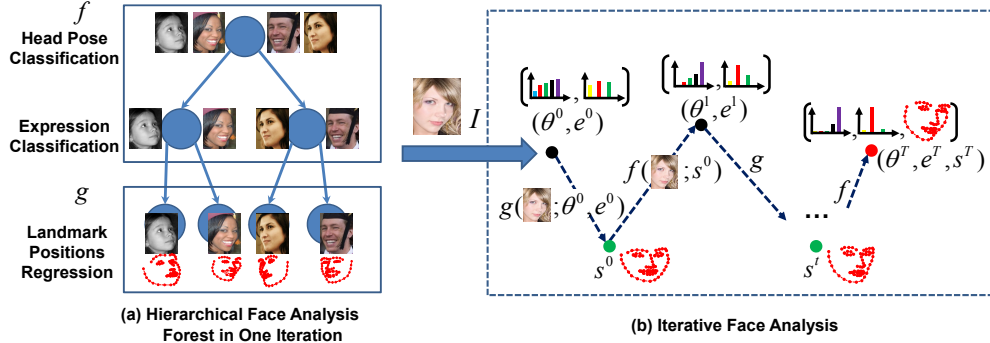 f
Head Pose
Classification
Expression
Classification
g
Landmark
Positions
Regression
(a) Hierarchical Face Analysis
Forest in One Iteration
I
( , )
(θ⁰, e⁰)
g( ;θ⁰, e⁰)
s⁰
f( ;s⁰)
( , )
(θ¹, e¹)
g
...
sᵗ
f
( , , )
(θᵀ, eᵀ, sᵀ)
(b) Iterative Face Analysis